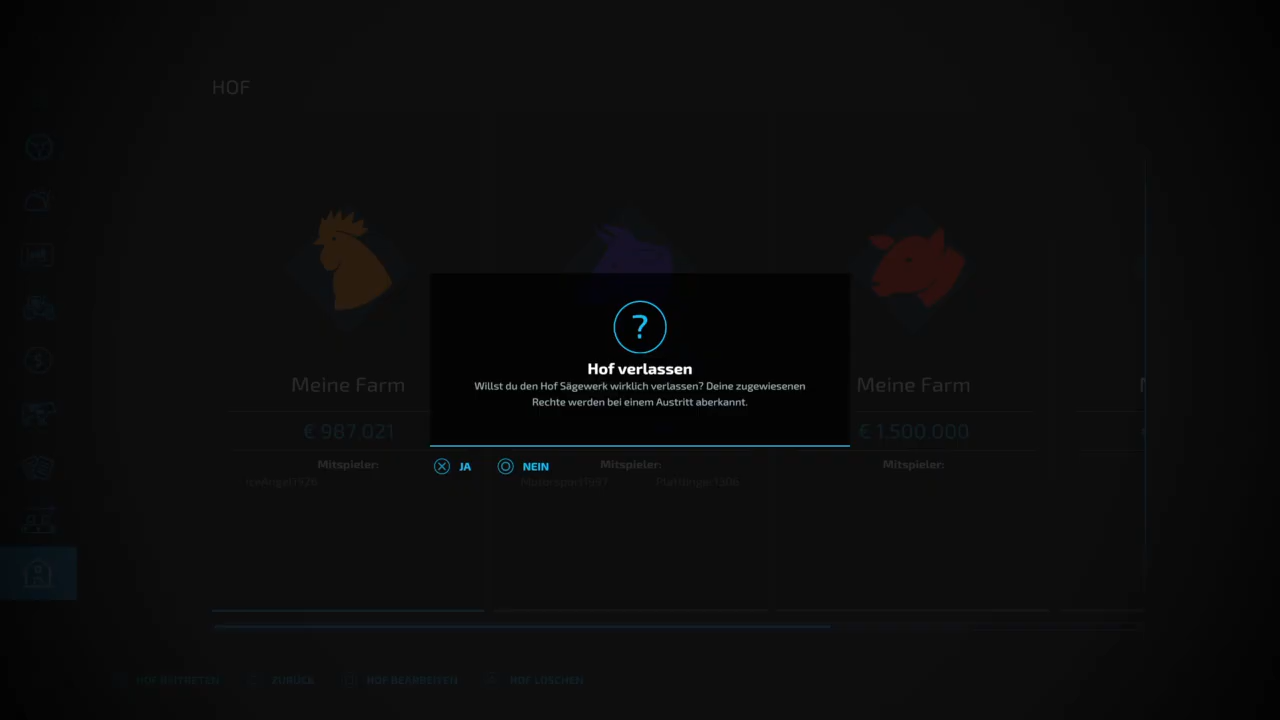 HOF
Meine Farm
€ 987.021
Mitspieler:
IceAngel1926
Mitspieler:
Meine Farm
€ 1.500.000
Mitspieler:
Hof verlassen
Willst du den Hof Sägewerk wirklich verlassen? Deine zugewiesenen
Rechte werden bei einem Austritt aberkannt.
JA NEIN
HOF BEITRETEN ZURÜCK HOF BEARBEITEN HOF LÖSCHEN